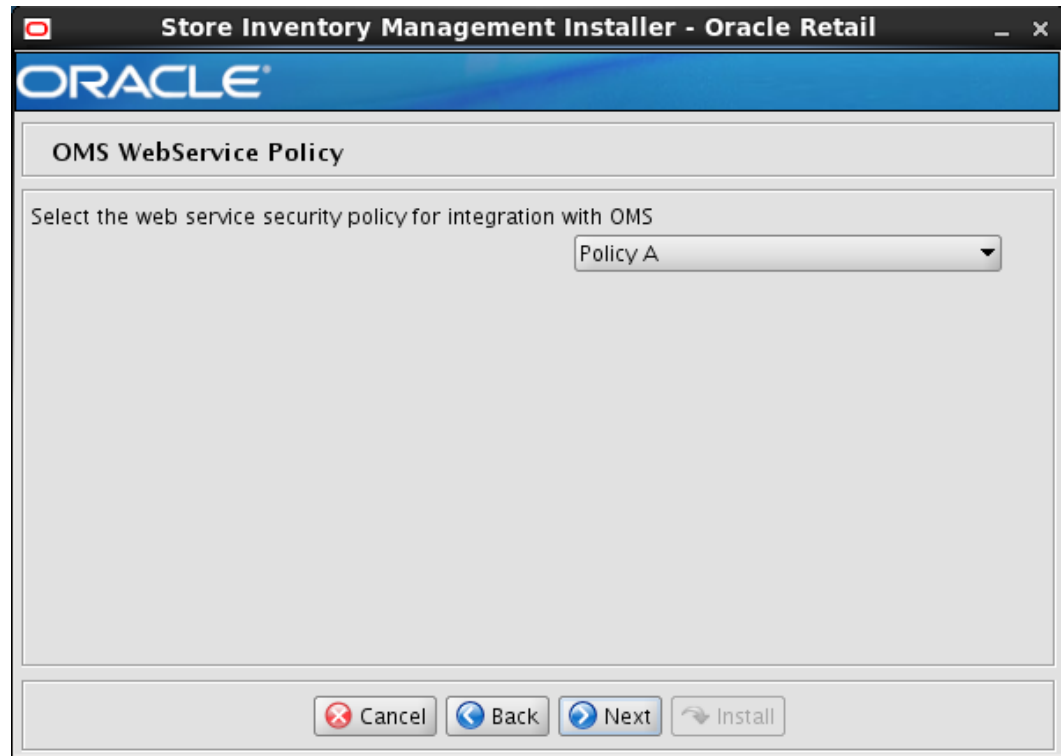 Store Inventory Management Installer - Oracle Retail
ORACLE®
OMS WebService Policy
Select the web service security policy for integration with OMS
Policy A
Cancel Back Next Install